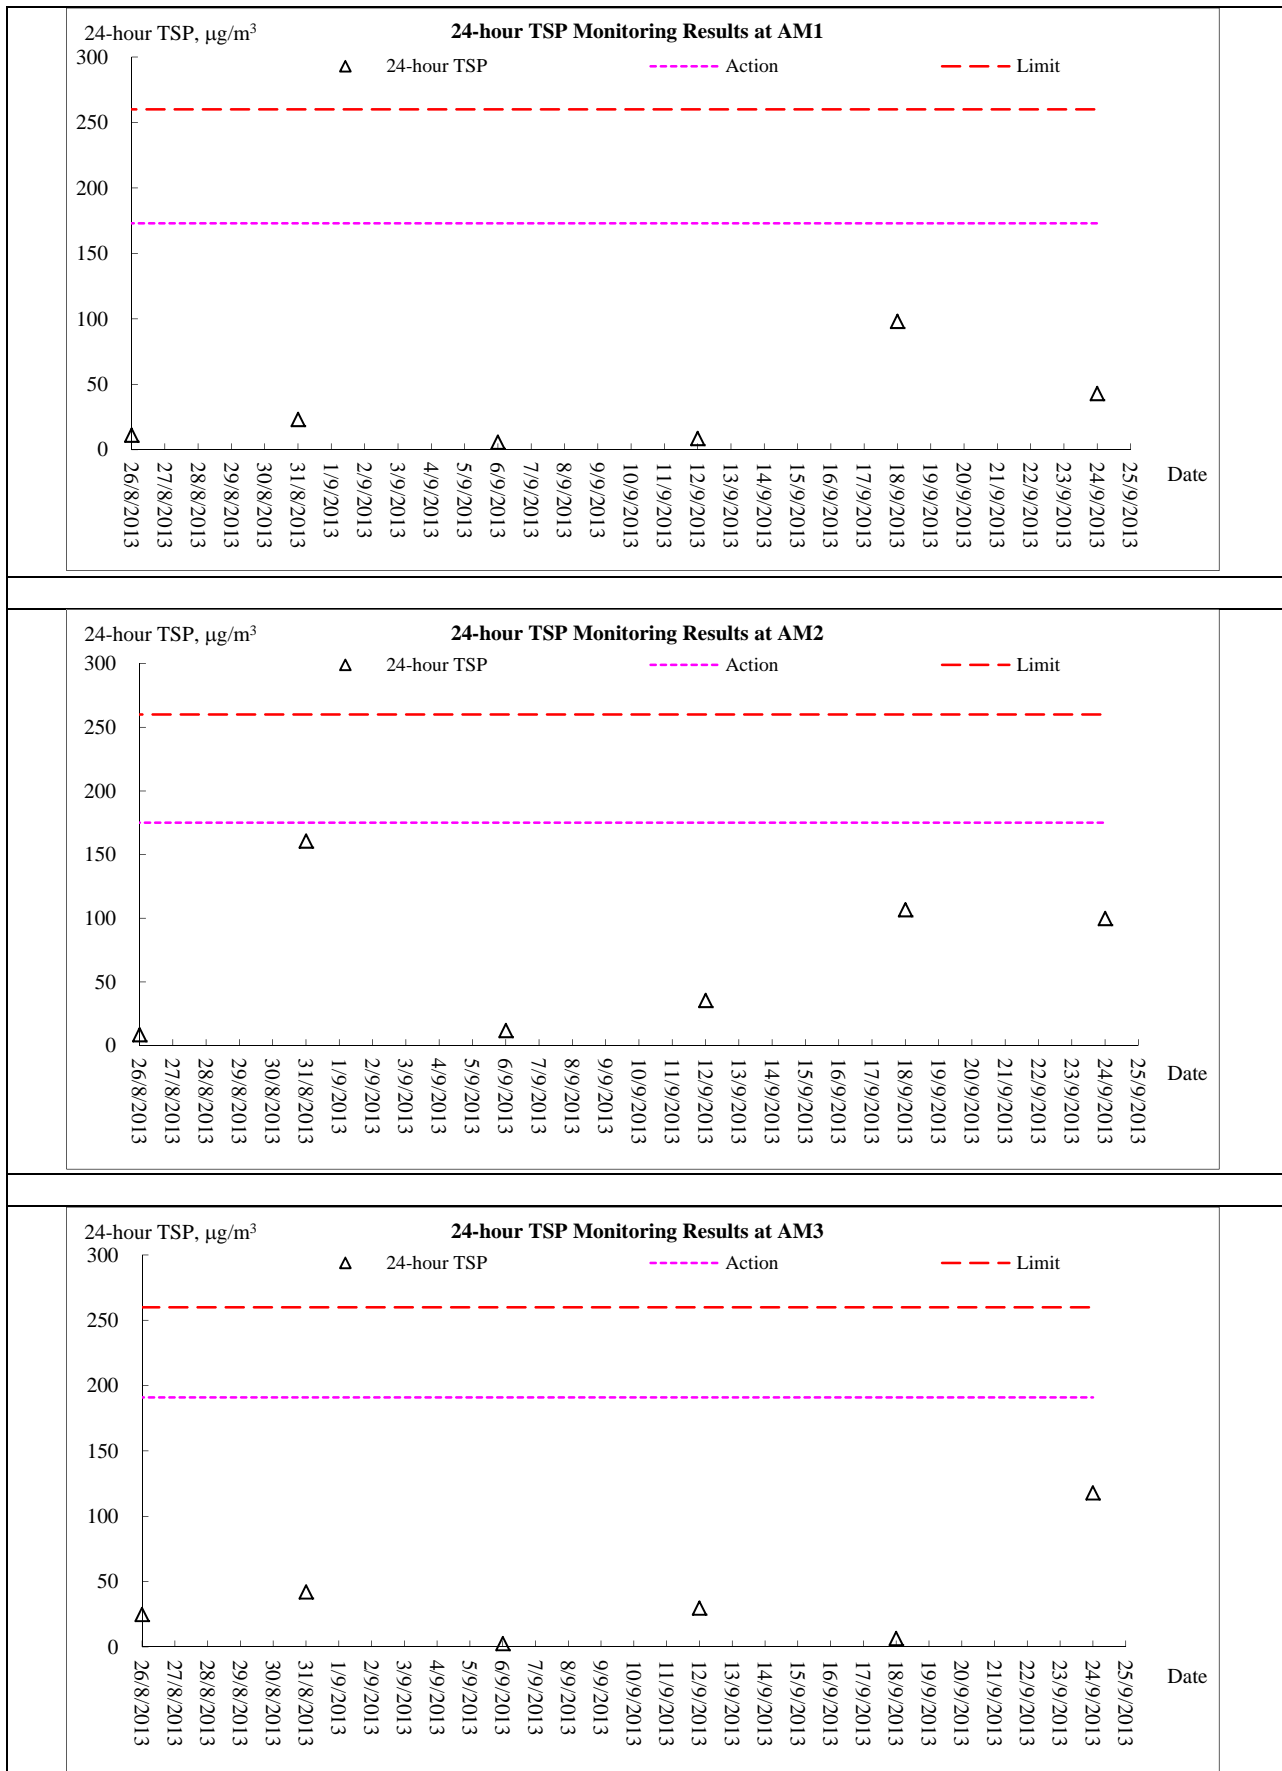 24-hour TSP, μg/m³ 24-hour TSP Monitoring Results at AM1
24-hour TSP Action Limit
300
250
200
150
100
50
0
26/8/2013 27/8/2013 28/8/2013 29/8/2013 30/8/2013 31/8/2013 1/9/2013 2/9/2013 3/9/2013 4/9/2013 5/9/2013 6/9/2013 7/9/2013 8/9/2013 9/9/2013 10/9/2013 11/9/2013 12/9/2013 13/9/2013 14/9/2013 15/9/2013 16/9/2013 17/9/2013 18/9/2013 19/9/2013 20/9/2013 21/9/2013 22/9/2013 23/9/2013 24/9/2013 25/9/2013
Date
24-hour TSP, μg/m³ 24-hour TSP Monitoring Results at AM2
24-hour TSP Action Limit
300
250
200
150
100
50
0
26/8/2013 27/8/2013 28/8/2013 29/8/2013 30/8/2013 31/8/2013 1/9/2013 2/9/2013 3/9/2013 4/9/2013 5/9/2013 6/9/2013 7/9/2013 8/9/2013 9/9/2013 10/9/2013 11/9/2013 12/9/2013 13/9/2013 14/9/2013 15/9/2013 16/9/2013 17/9/2013 18/9/2013 19/9/2013 20/9/2013 21/9/2013 22/9/2013 23/9/2013 24/9/2013 25/9/2013
Date
24-hour TSP, μg/m³ 24-hour TSP Monitoring Results at AM3
24-hour TSP Action Limit
300
250
200
150
100
50
0
26/8/2013 27/8/2013 28/8/2013 29/8/2013 30/8/2013 31/8/2013 1/9/2013 2/9/2013 3/9/2013 4/9/2013 5/9/2013 6/9/2013 7/9/2013 8/9/2013 9/9/2013 10/9/2013 11/9/2013 12/9/2013 13/9/2013 14/9/2013 15/9/2013 16/9/2013 17/9/2013 18/9/2013 19/9/2013 20/9/2013 21/9/2013 22/9/2013 23/9/2013 24/9/2013 25/9/2013
Date